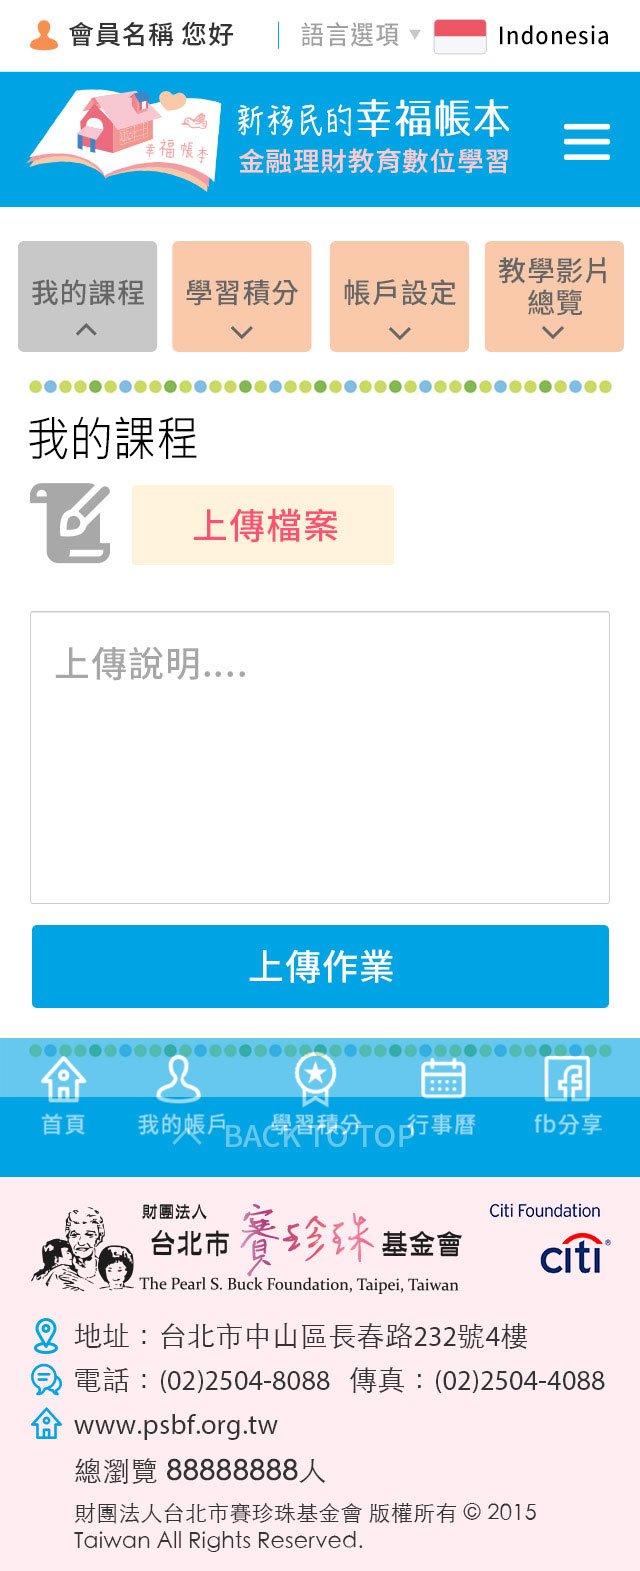 會員名稱 您好
語言選項
Indonesia
幸福帳本
新移民的幸福帳本
金融理財教育數位學習
我的課程
學習積分
帳戶設定
教學影片
總覽
我的課程
上傳檔案
上傳說明....
上傳作業
首頁
我的帳戶
學習積分
行事曆
fb分享
BACK TO TOP
財團法人
台北市賽珍珠基金會
The Pearl S. Buck Foundation, Taipei, Taiwan
Citi Foundation
citi®
地址：台北市中山區長春路232號4樓
電話：(02)2504-8088 傳真：(02)2504-4088
www.psbf.org.tw
總瀏覽 88888888人
財團法人台北市賽珍珠基金會 版權所有 © 2015
Taiwan All Rights Reserved.